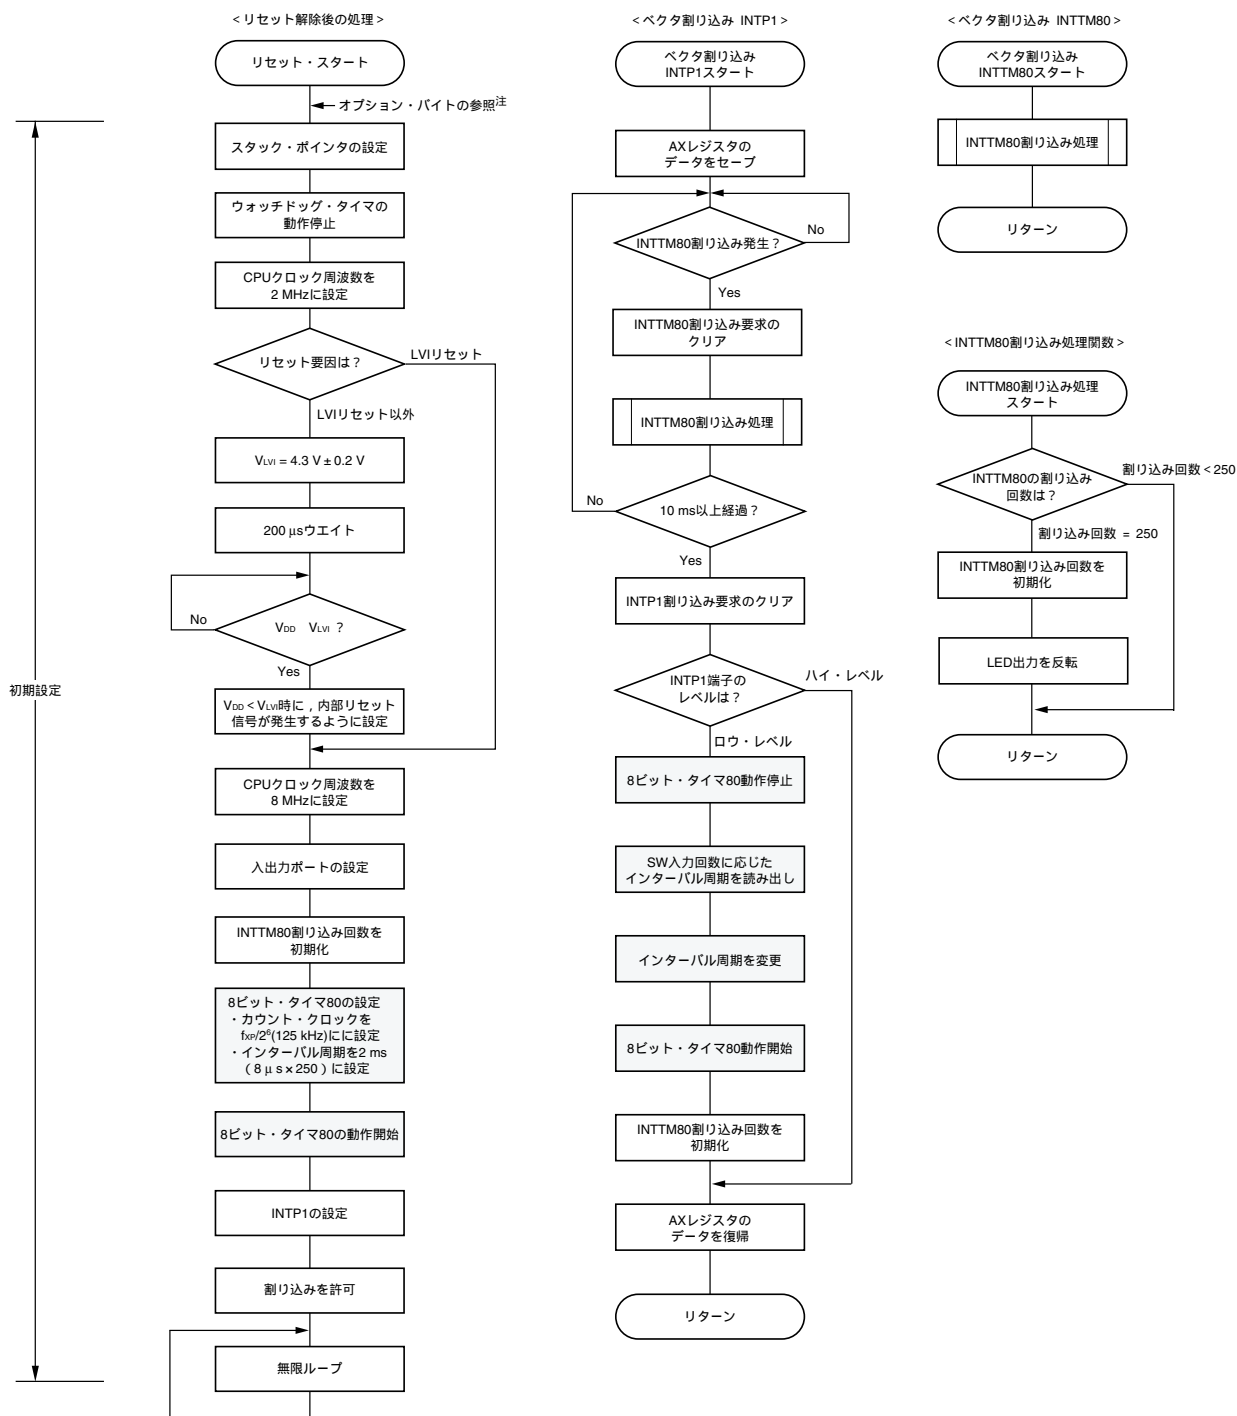 ＜リセット解除後の処理＞
リセット・スタート
オプション・バイトの参照注
スタック・ポインタの設定
ウォッチドッグ・タイマの
動作停止
CPUクロック周波数を
2 MHzに設定
リセット要因は？
LVIリセット
LVIリセット以外
VLVI = 4.3 V ± 0.2 V
200 μsウエイト
No
VDD VLVI ？
Yes
初期設定
VDD < VLVI時に，内部リセット
信号が発生するように設定
CPUクロック周波数を
8 MHzに設定
入出力ポートの設定
INTTM80割り込み回数を
初期化
8ビット・タイマ80の設定
・カウント・クロックを
fXP/2⁶(125 kHz)にに設定
・インターバル周期を2 ms
（8 μ s × 250）に設定
8ビット・タイマ80の動作開始
INTP1の設定
割り込みを許可
無限ループ
＜ベクタ割り込み INTP1＞
ベクタ割り込み
INTP1スタート
AXレジスタの
データをセーブ
INTTM80割り込み発生？
No
Yes
INTTM80割り込み要求の
クリア
INTTM80割り込み処理
No
10 ms以上経過？
Yes
INTP1割り込み要求のクリア
INTP1端子の
レベルは？
ハイ・レベル
ロウ・レベル
8ビット・タイマ80動作停止
SW入力回数に応じた
インターバル周期を読み出し
インターバル周期を変更
8ビット・タイマ80動作開始
INTTM80割り込み回数を
初期化
AXレジスタの
データを復帰
リターン
＜ベクタ割り込み INTTM80＞
ベクタ割り込み
INTTM80スタート
INTTM80割り込み処理
リターン
＜INTTM80割り込み処理関数＞
INTTM80割り込み処理
スタート
INTTM80の割り込み
回数は？
割り込み回数＜250
割り込み回数 = 250
INTTM80割り込み回数を
初期化
LED出力を反転
リターン